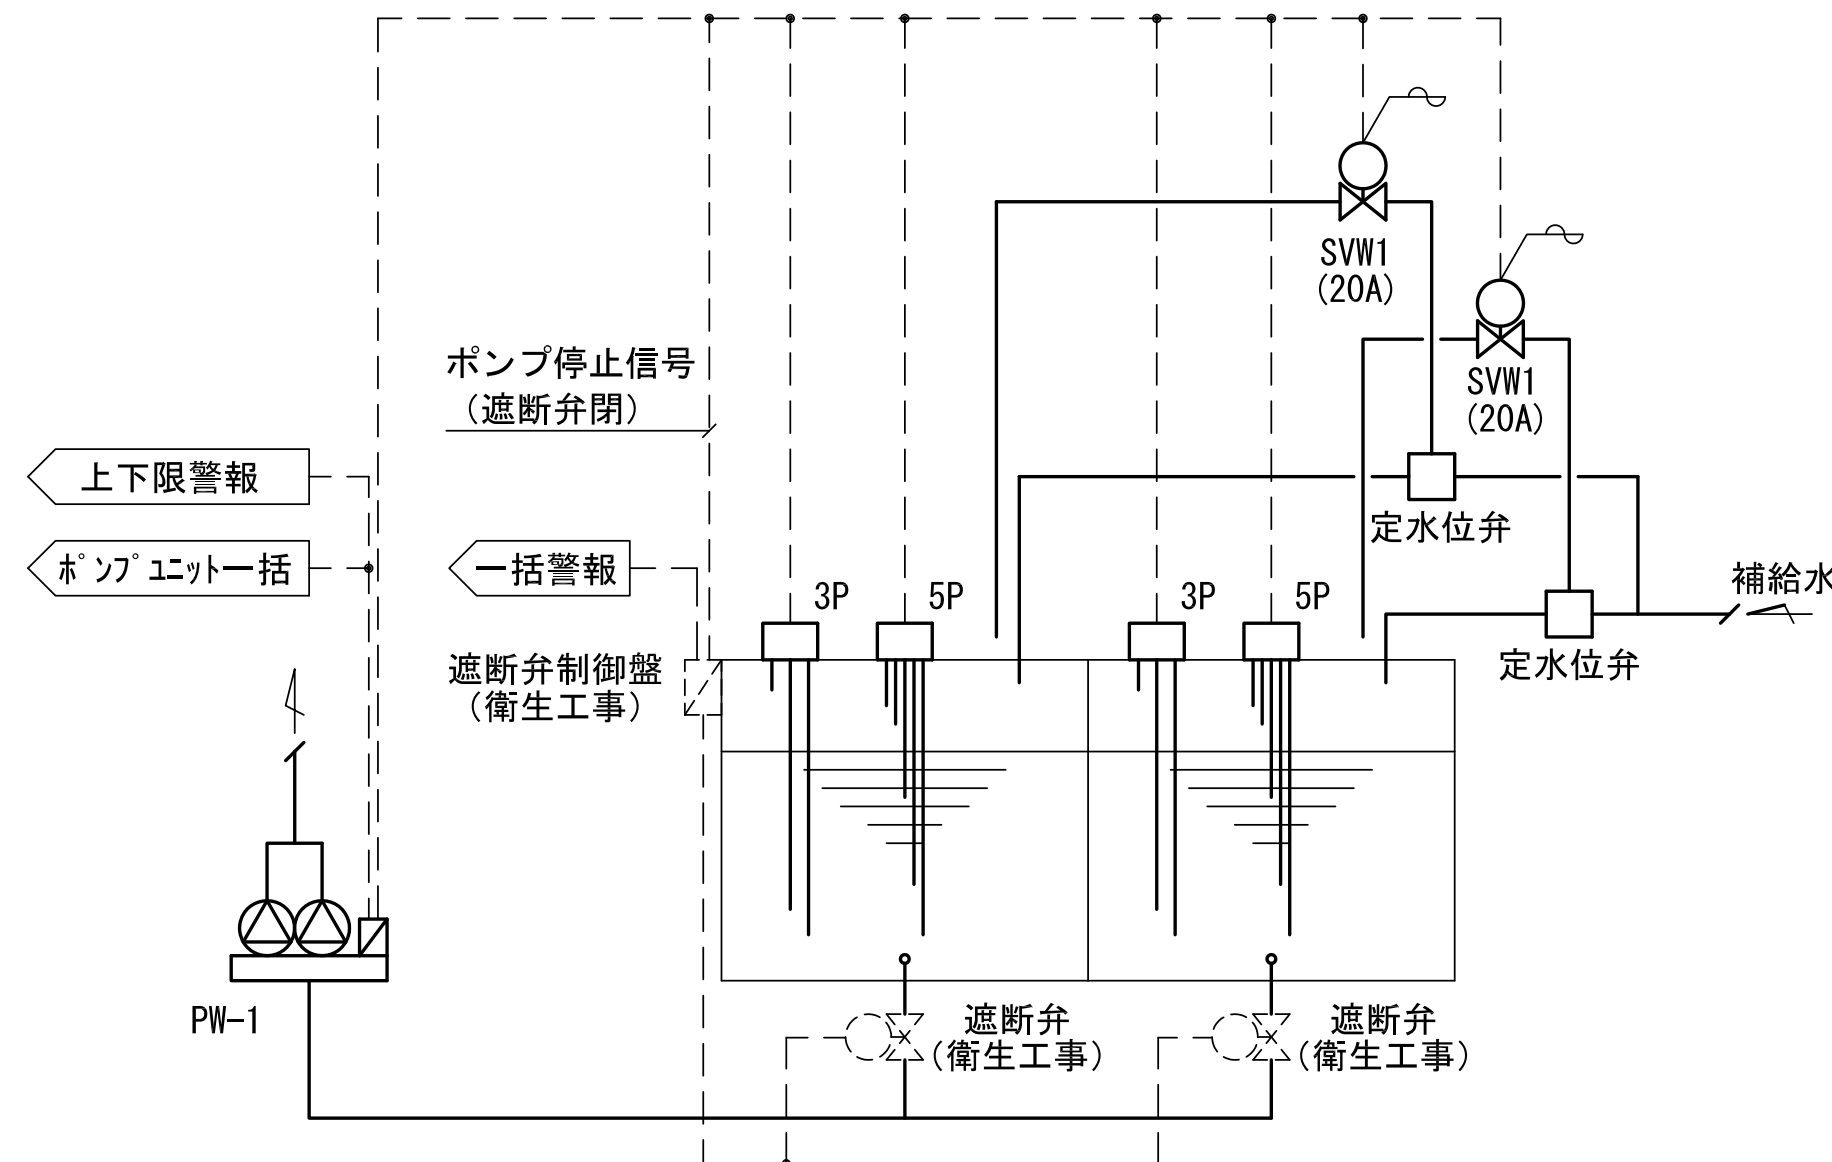 SVW1
(20A)
SVW1
(20A)
ポンプ停止信号
(遮断弁閉)
上下限警報
定水位弁
ﾎﾟﾝﾌﾟﾕﾆｯﾄ一括
一括警報
補給水
3P
5P
3P
5P
遮断弁制御盤
(衛生工事)
定水位弁
PW-1
遮断弁
(衛生工事)
遮断弁
(衛生工事)